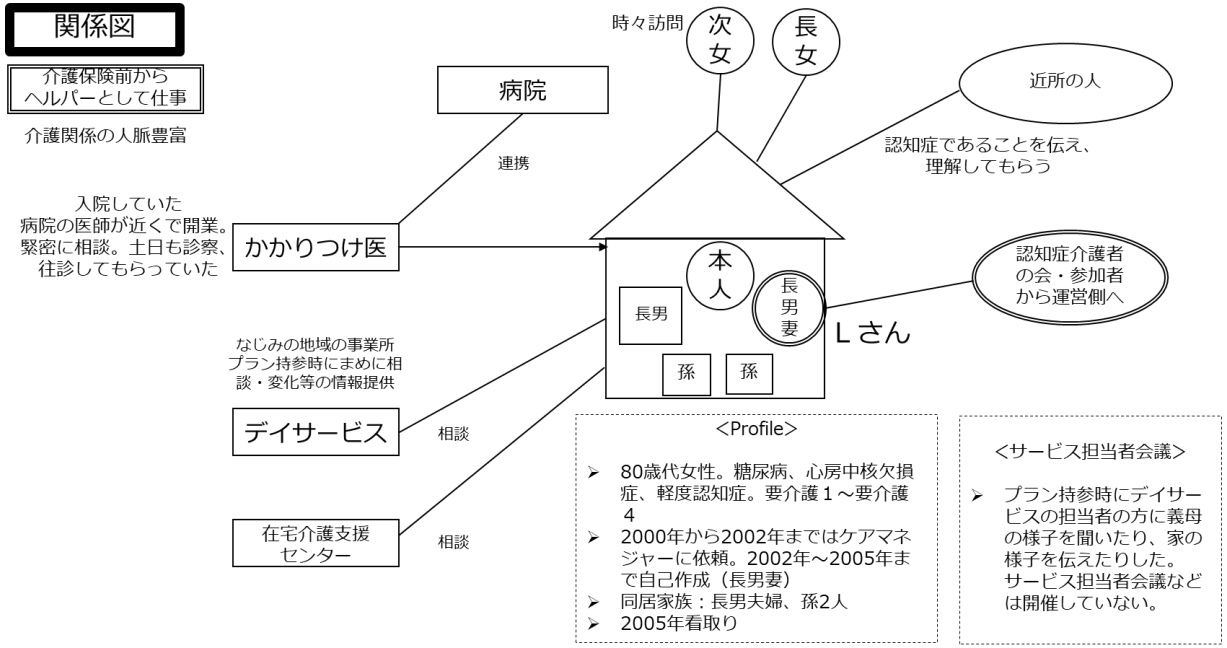 関係図
介護保険前から
ヘルパーとして仕事
介護関係の人脈豊富
時々訪問
次女
長女
病院
近所の人
連携
認知症であることを伝え、
理解してもらう
入院していた
病院の医師が近くで開業。
緊密に相談。土日も診察、
往診してもらっていた
かかりつけ医
本人
長男
長男妻
孫
孫
Lさん
認知症介護者
の会・参加者
から運営側へ
なじみの地域の事業所
プラン持参時にまめに相
談・変化等の情報提供
デイサービス
相談
在宅介護支援
センター
相談
<Profile>
➢ 80歳代女性。糖尿病、心房中核欠損
症、軽度認知症。要介護１～要介護
４
➢ 2000年から2002年まではケアマネ
ジャーに依頼。2002年～2005年ま
で自己作成（長男妻）
➢ 同居家族：長男夫婦、孫2人
➢ 2005年看取り
<サービス担当者会議>
➢ プラン持参時にデイサー
ビスの担当者の方に義母
の様子を聞いたり、家の
様子を伝えたりした。
サービス担当者会議など
は開催していない。